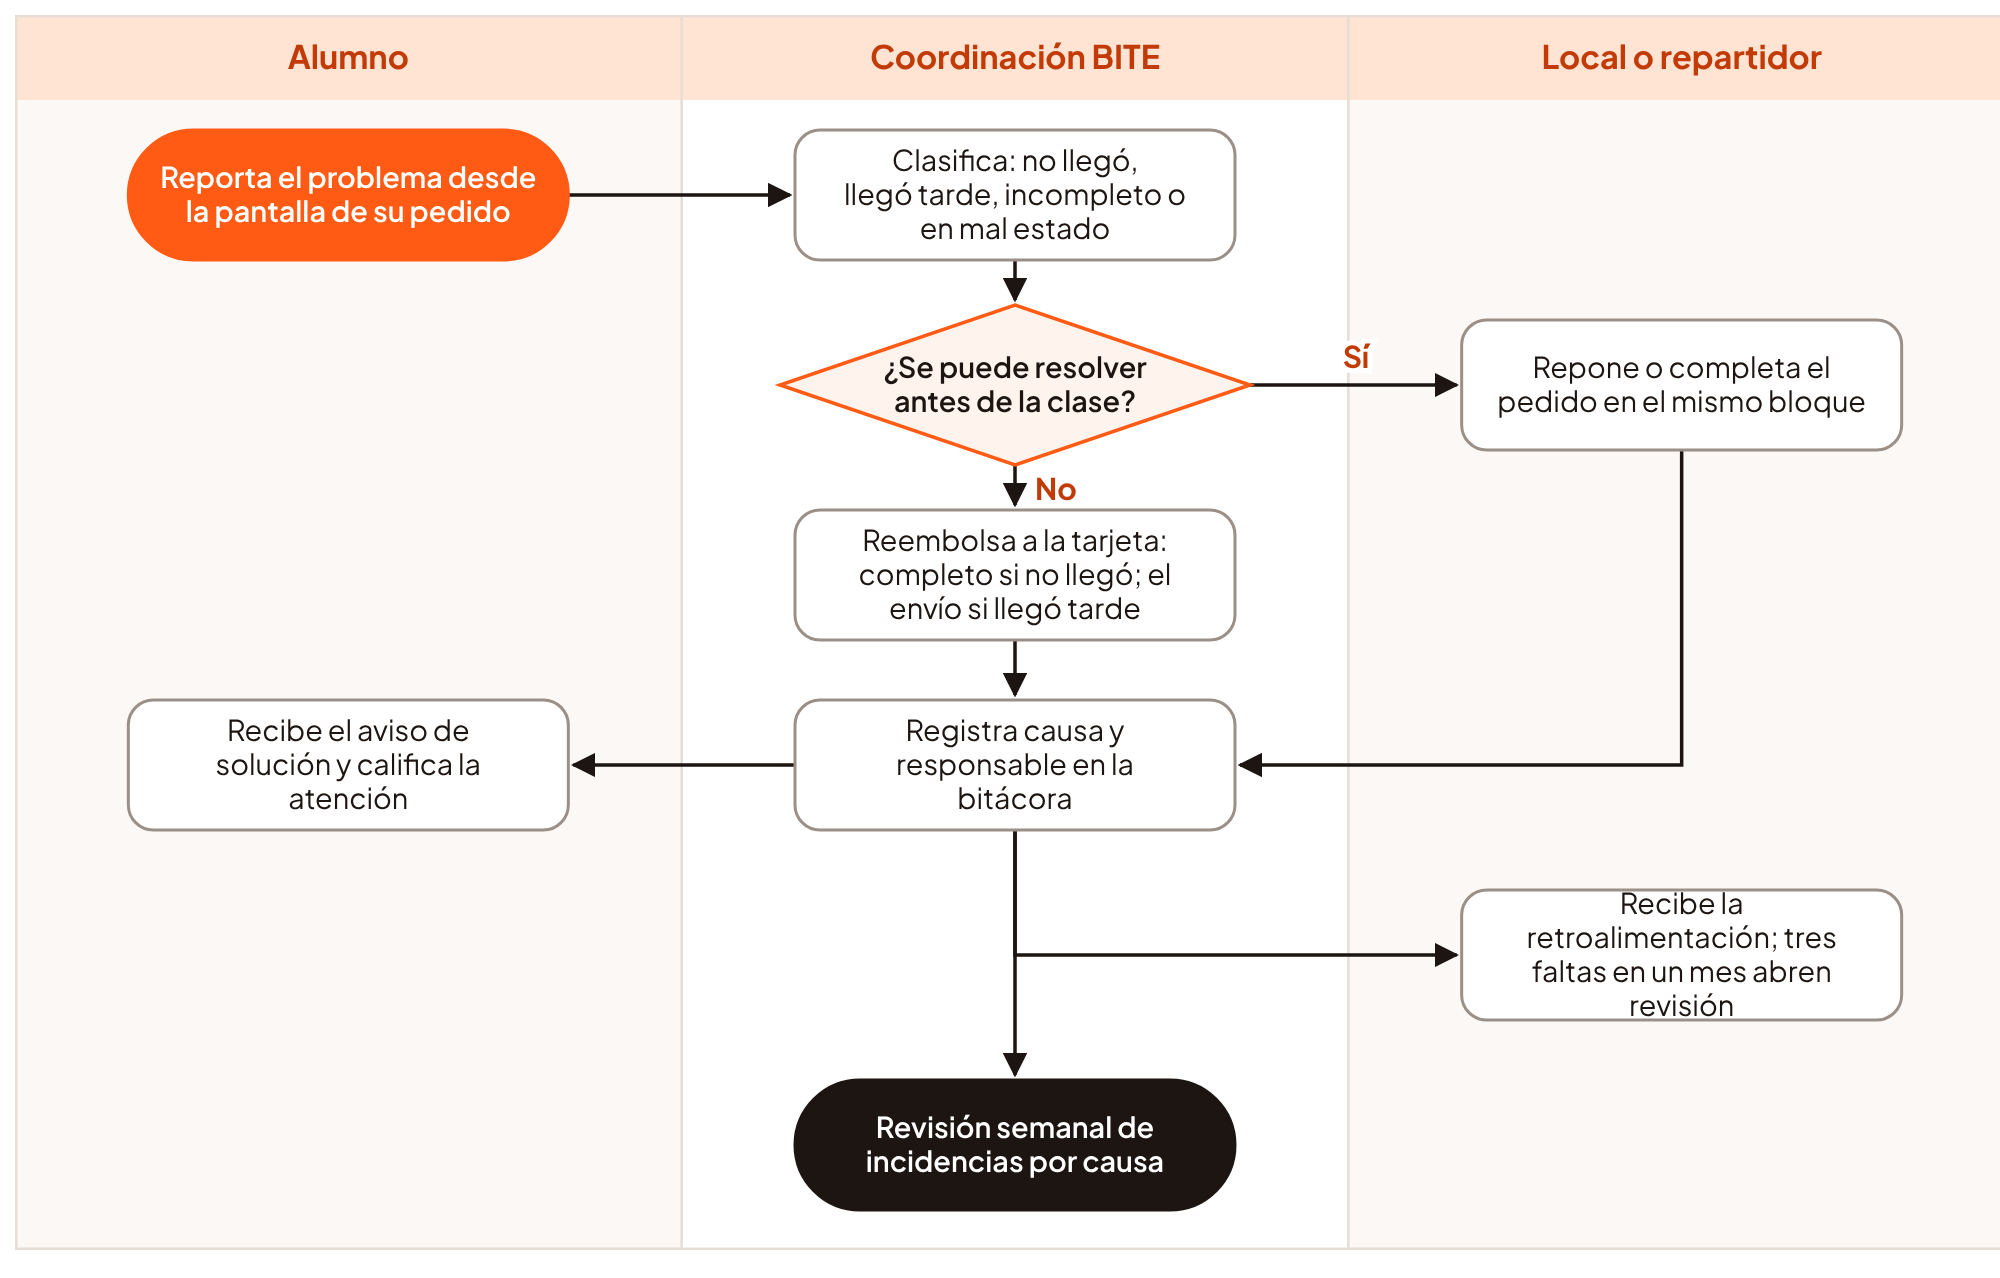 Alumno
Coordinación BITE
Local o repartidor
Reporta el problema desde
la pantalla de su pedido
Clasifica: no llegó,
llegó tarde, incompleto o
en mal estado
¿Se puede resolver
antes de la clase?
Sí
Repone o completa el
pedido en el mismo bloque
No
Reembolsa a la tarjeta:
completo si no llegó; el
envío si llegó tarde
Recibe el aviso de
solución y califica la
atención
Registra causa y
responsable en la
bitácora
Recibe la
retroalimentación; tres
faltas en un mes abren
revisión
Revisión semanal de
incidencias por causa